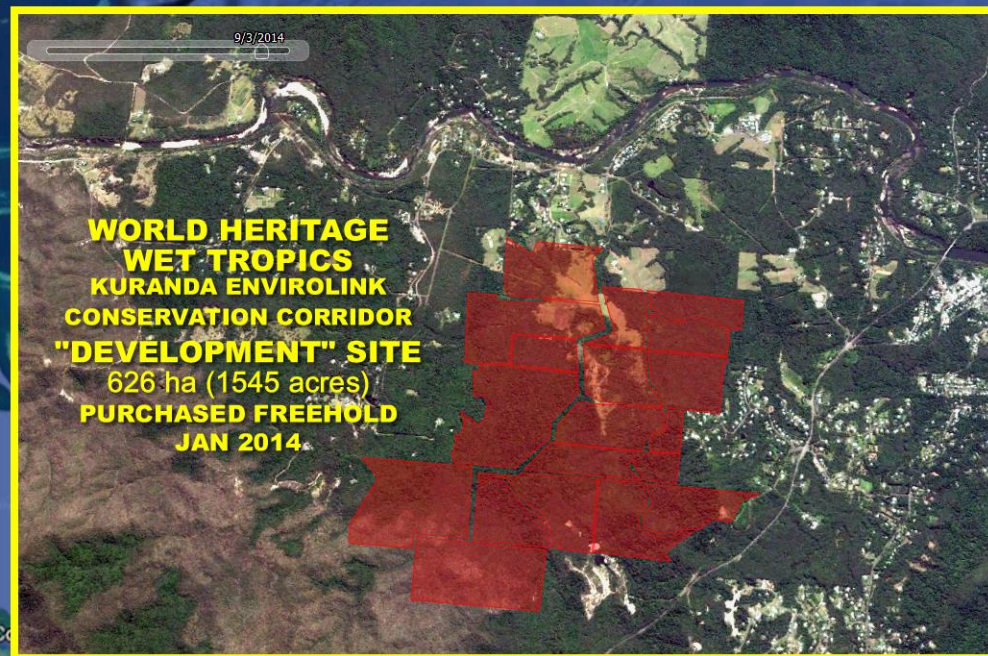 9/3/2014
WORLD HERITAGE
WET TROPICS
KURANDA ENVIROLINK
CONSERVATION CORRIDOR
"DEVELOPMENT" SITE
626 ha (1545 acres)
PURCHASED FREEHOLD
JAN 2014